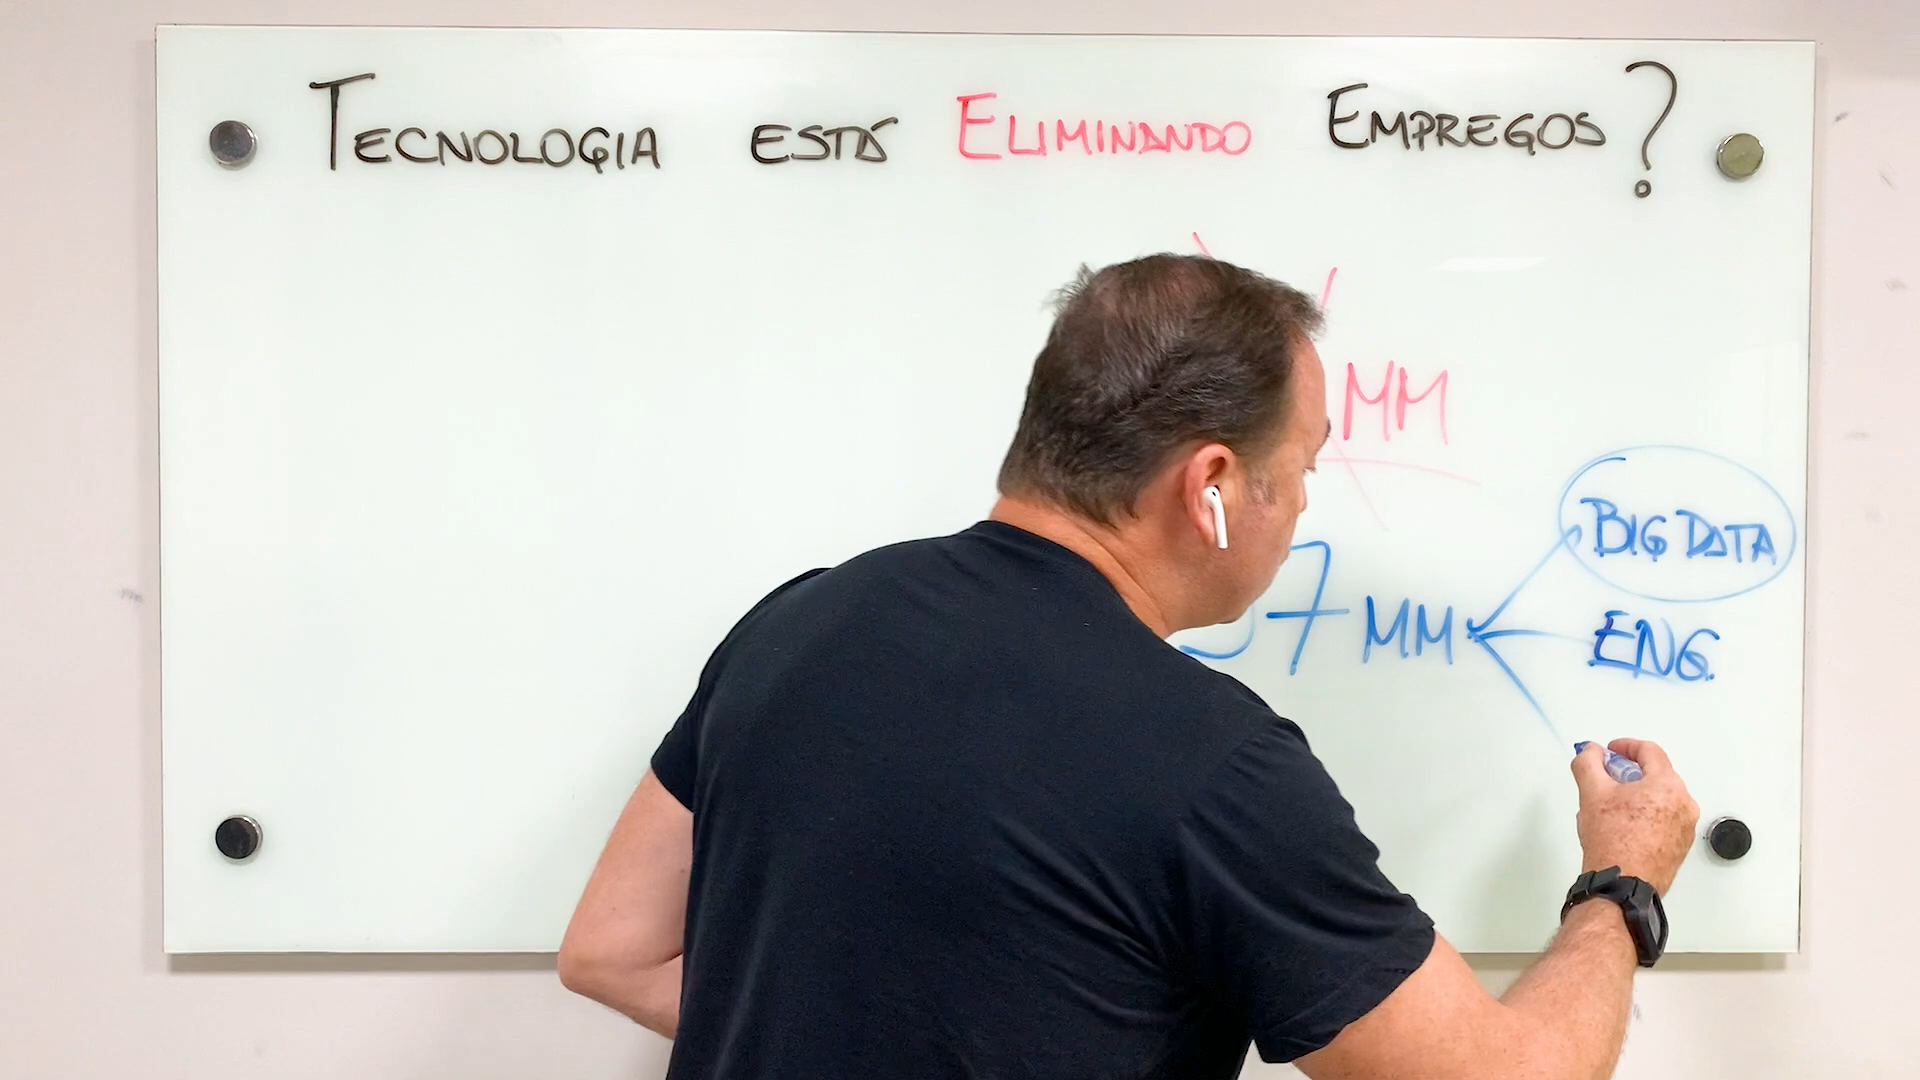 TECNOLOGIA ESTÁ ELIMINANDO EMPREGOS?
MM
BIG DATA
7 MM
ENG.